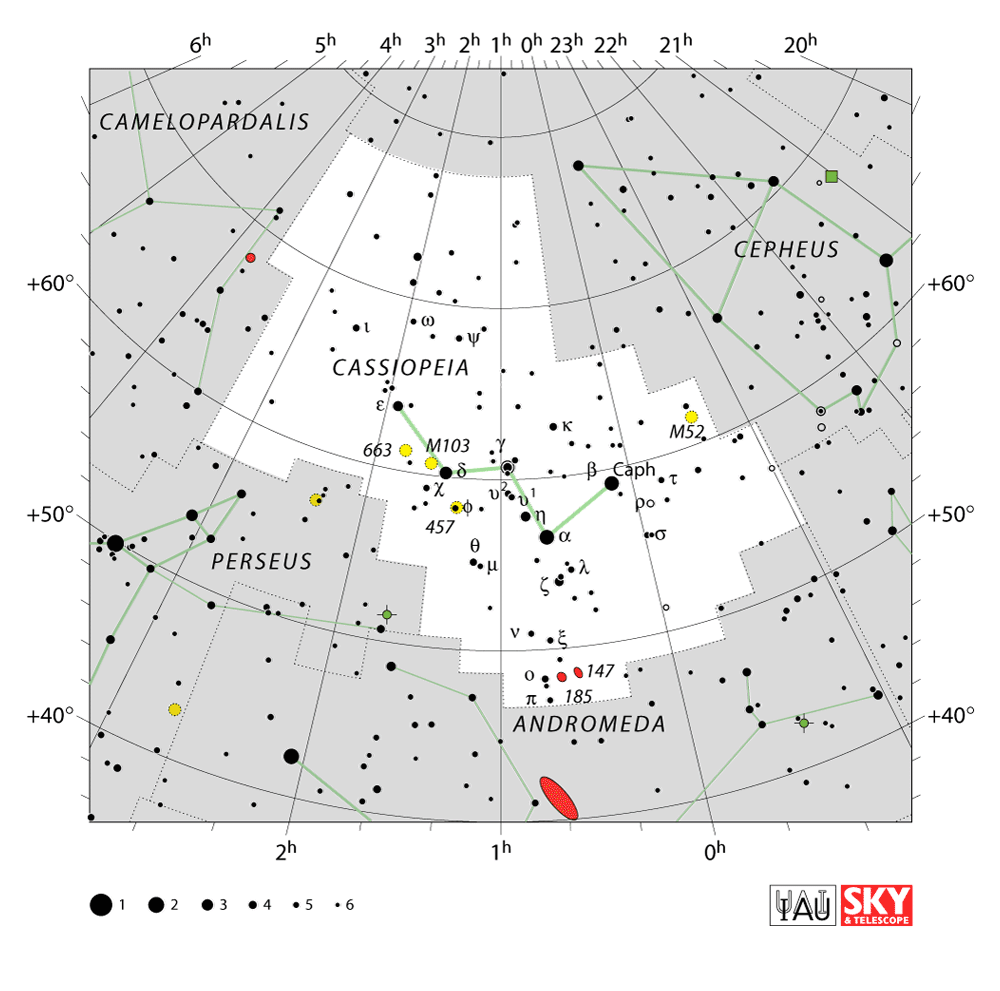 6h 5h 4h 3h 2h 1h 0h 23h 22h 21h 20h
CAMELOPARDALIS
CEPHEUS
+60° +60°
ι ω ψ
CASSIOPEIA
ε κ M52
663 M103 γ
δ β Caph τ
χ υ2 υ1 ρ
457 φ η α σ
+50° +50°
PERSEUS θ μ λ
ζ
ν ξ
ο 147
π 185
+40° ANDROMEDA +40°
2h 1h 0h
1 2 3 4 5 6
IAU SKY
& TELESCOPE